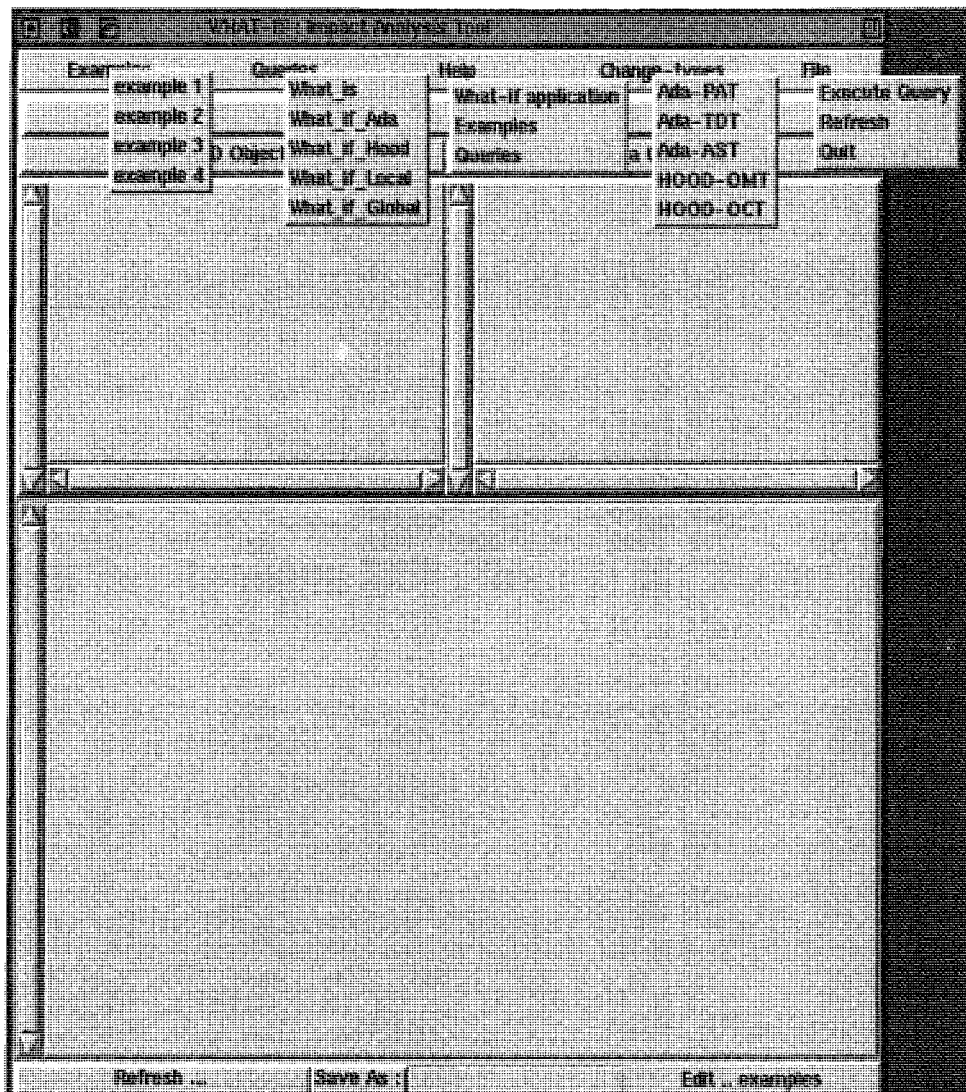 WHAT-IF : Impact Analysis Tool
Examples Queries Help Change-types File
example 1
example 2
example 3
example 4
What_is
What_if_Ada
What_if_Hood
What_if_Local
What_if_Global
What-if application
Examples
Queries
Ada-PAT
Ada-TDT
Ada-AST
HOOD-OMT
HOOD-OCT
Execute Query
Refresh
Quit
D Object
Refresh ... Save As : Edit .. examples